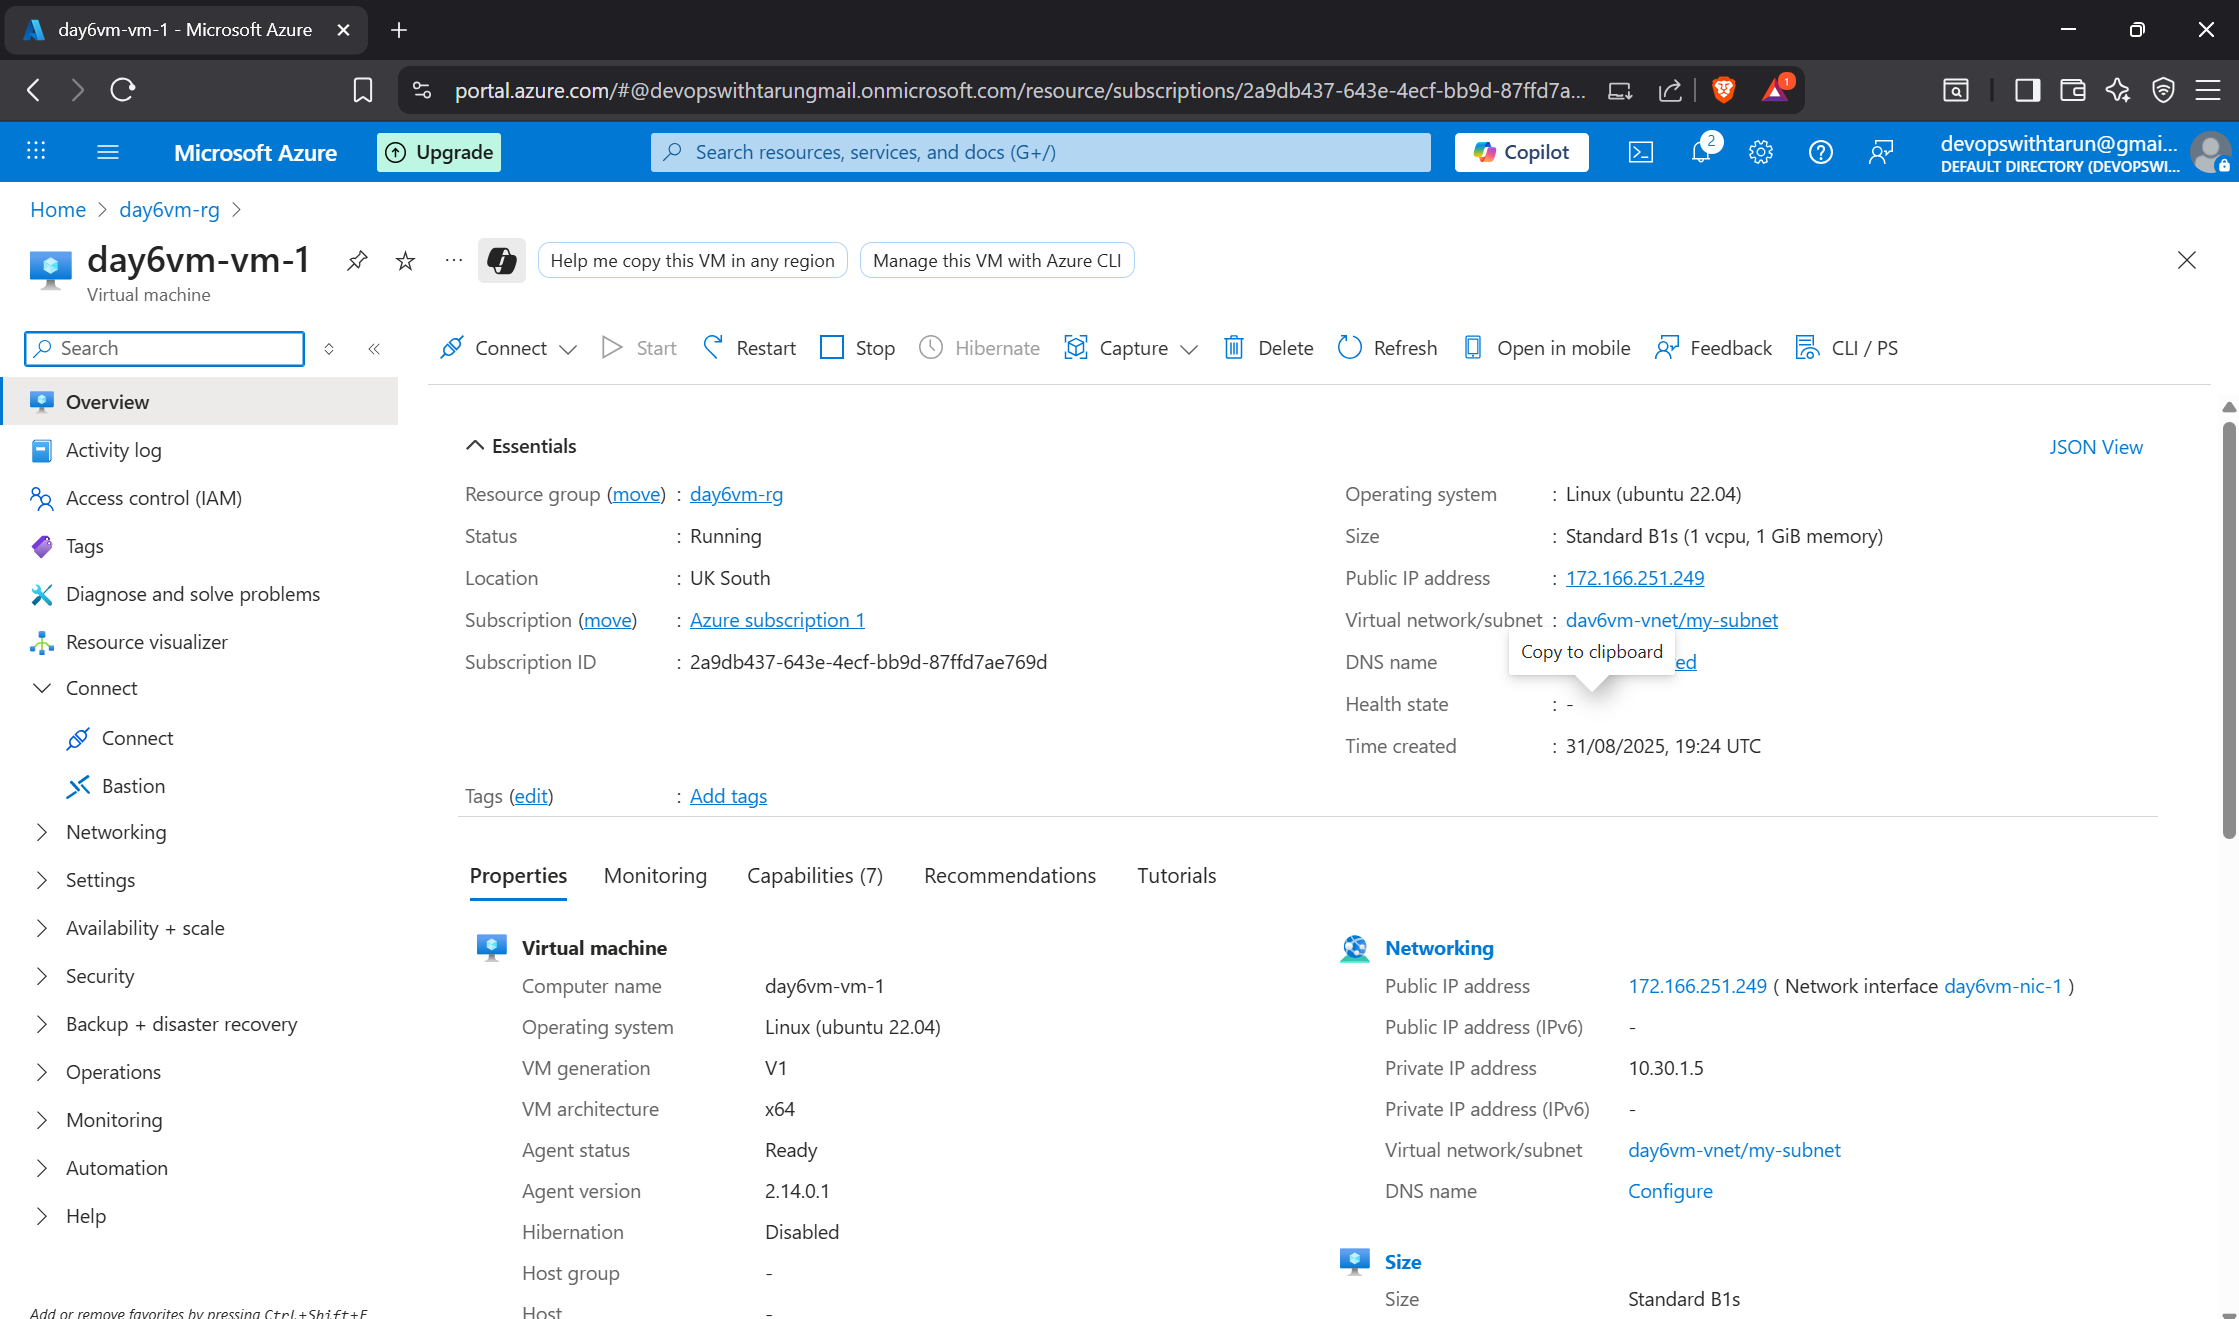 day6vm-vm-1 - Microsoft Azure
portal.azure.com/#@devopswithtarungmail.onmicrosoft.com/resource/subscriptions/2a9db437-643e-4ecf-bb9d-87ffd7a...
1
Microsoft Azure
Upgrade
Search resources, services, and docs (G+/)
Copilot
2
devopswithtarun@gmai...
DEFAULT DIRECTORY (DEVOPSWI...
Home > day6vm-rg >
day6vm-vm-1
Virtual machine
...
Help me copy this VM in any region
Manage this VM with Azure CLI
Search
Connect
Start
Restart
Stop
Hibernate
Capture
Delete
Refresh
Open in mobile
Feedback
CLI / PS
Overview
Activity log
Access control (IAM)
Tags
Diagnose and solve problems
Resource visualizer
Connect
Connect
Bastion
Networking
Settings
Availability + scale
Security
Backup + disaster recovery
Operations
Monitoring
Automation
Help
Add or remove favorites by pressing Ctrl+Shift+F
Essentials
JSON View
Resource group (move) : day6vm-rg
Status : Running
Location : UK South
Subscription (move) : Azure subscription 1
Subscription ID : 2a9db437-643e-4ecf-bb9d-87ffd7ae769d
Operating system : Linux (ubuntu 22.04)
Size : Standard B1s (1 vcpu, 1 GiB memory)
Public IP address : 172.166.251.249
Virtual network/subnet : day6vm-vnet/my-subnet
Copy to clipboard
DNS name ed
Health state : -
Time created : 31/08/2025, 19:24 UTC
Tags (edit) : Add tags
Properties
Monitoring
Capabilities (7)
Recommendations
Tutorials
Virtual machine
Computer name day6vm-vm-1
Operating system Linux (ubuntu 22.04)
VM generation V1
VM architecture x64
Agent status Ready
Agent version 2.14.0.1
Hibernation Disabled
Host group -
Host -
Networking
Public IP address 172.166.251.249 ( Network interface day6vm-nic-1 )
Public IP address (IPv6) -
Private IP address 10.30.1.5
Private IP address (IPv6) -
Virtual network/subnet day6vm-vnet/my-subnet
DNS name Configure
Size
Size Standard B1s